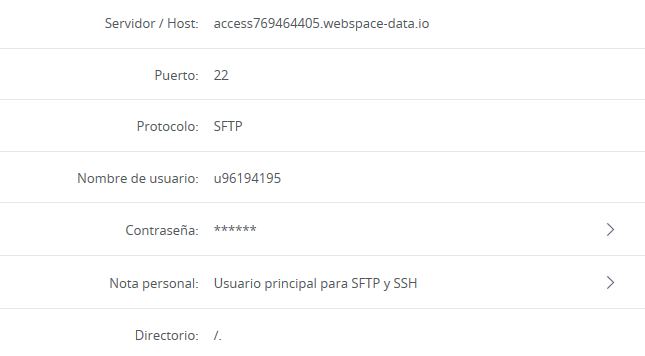 Servidor / Host: access769464405.webspace-data.io
Puerto: 22
Protocolo: SFTP
Nombre de usuario: u96194195
Contraseña: ******
Nota personal: Usuario principal para SFTP y SSH
Directorio: /.